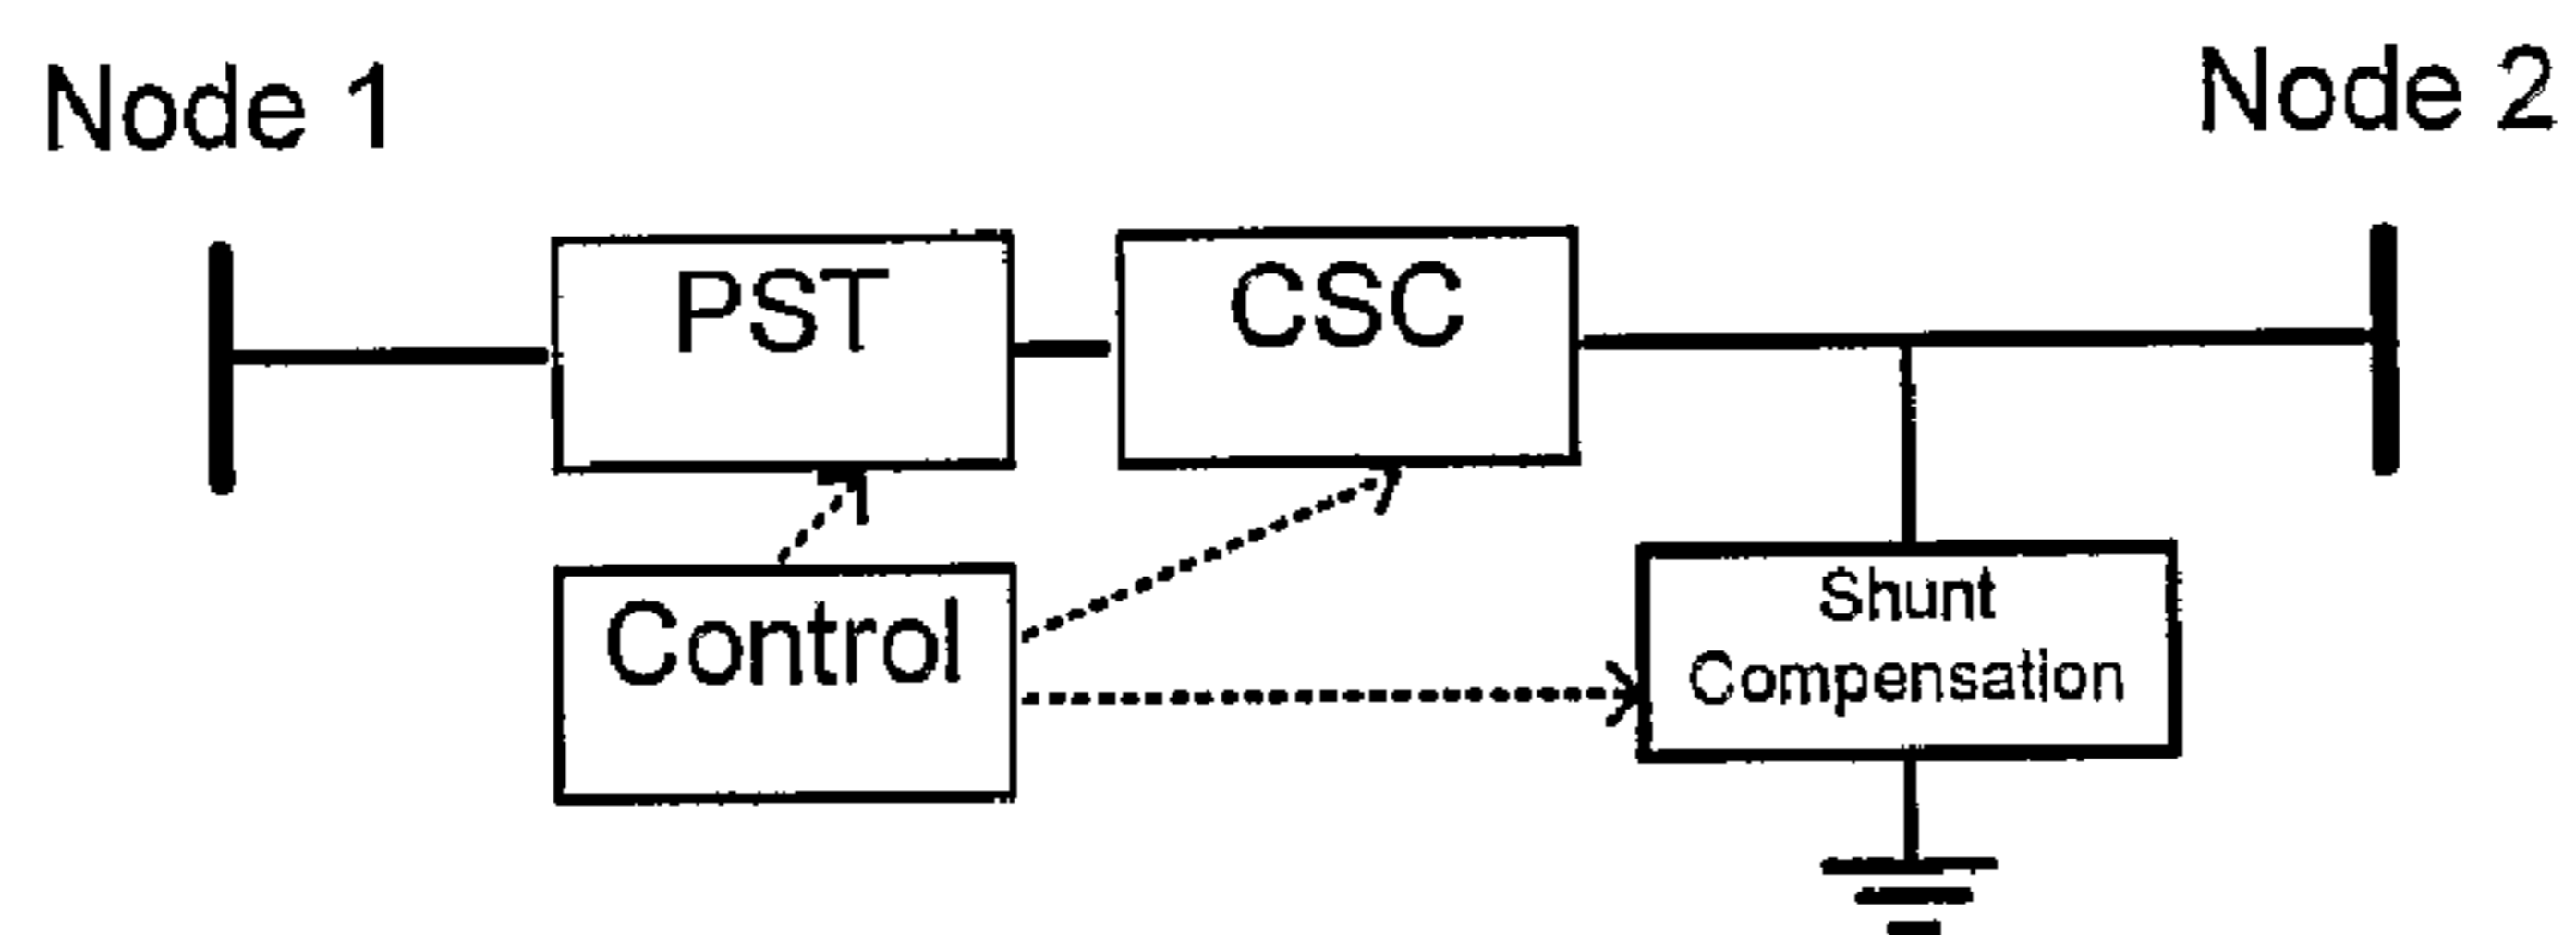 Node 1
Node 2
PST
CSC
Control
Shunt
Compensation